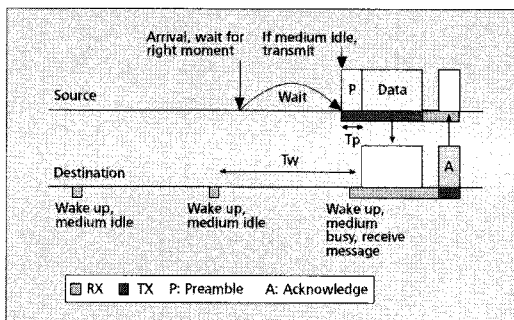 Arrival, wait for
right moment
If medium idle,
transmit
Source
Wait
P
Data
Tp
Tw
A
Destination
Wake up,
medium idle
Wake up,
medium idle
Wake up,
medium
busy, receive
message
RX
TX
P: Preamble
A: Acknowledge